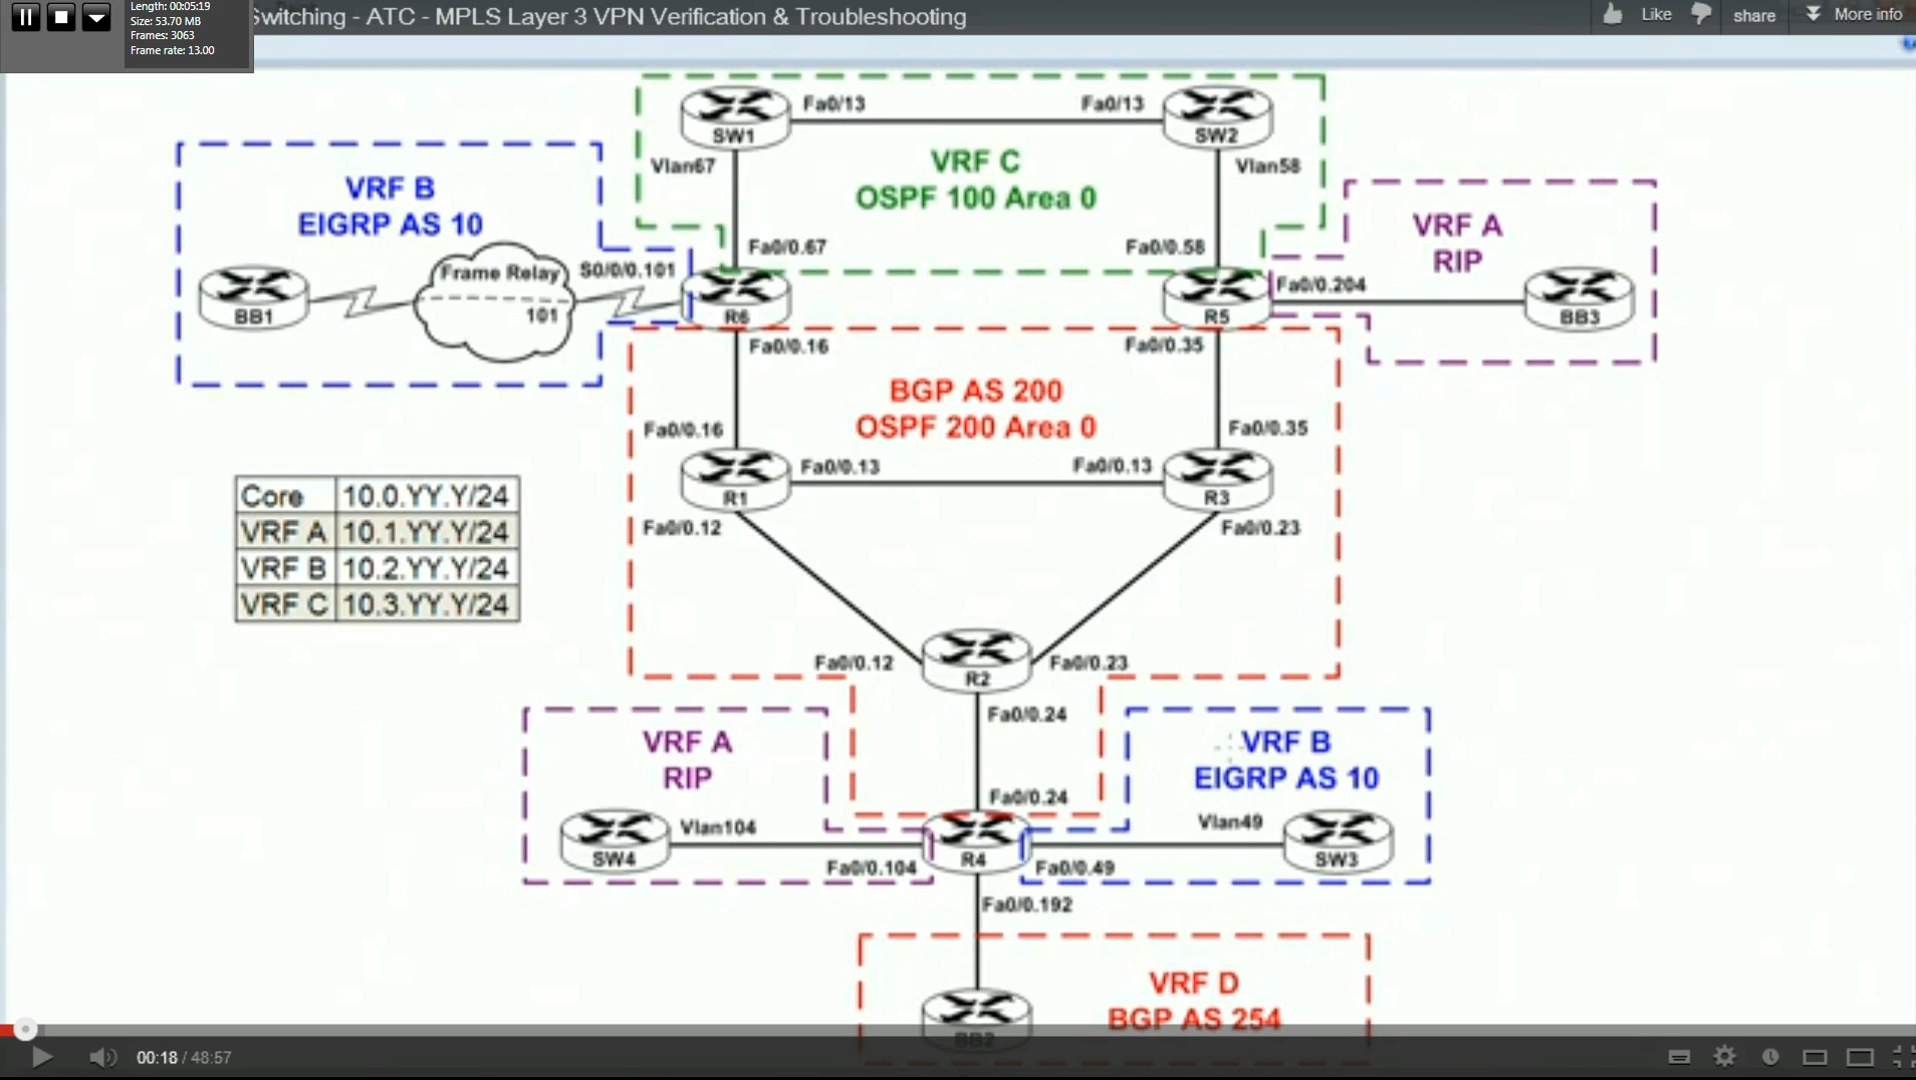 Length: 00:05:19
Size: 53.70 MB
Frames: 3063
Frame rate: 13.00
Switching - ATC - MPLS Layer 3 VPN Verification & Troubleshooting
Like
share
More info
SW1
Fa0/13
Fa0/13
SW2
Vlan67
VRF C
OSPF 100 Area 0
Vlan58
VRF B
EIGRP AS 10
VRF A
RIP
Fa0/0.67
Fa0/0.58
BB1
Frame Relay
101
S0/0/0.101
R6
R5
Fa0/0.204
BB3
Fa0/0.16
Fa0/0.35
BGP AS 200
OSPF 200 Area 0
Fa0/0.16
Fa0/0.35
R1
Fa0/0.13
Fa0/0.13
R3
Core 10.0.YY.Y/24
VRF A 10.1.YY.Y/24
VRF B 10.2.YY.Y/24
VRF C 10.3.YY.Y/24
Fa0/0.12
Fa0/0.23
Fa0/0.12
R2
Fa0/0.23
Fa0/0.24
VRF A
RIP
VRF B
EIGRP AS 10
Fa0/0.24
SW4
Vlan104
Fa0/0.104
R4
Fa0/0.49
Vlan49
SW3
Fa0/0.192
VRF D
BGP AS 254
BB2
00:18 / 48:57